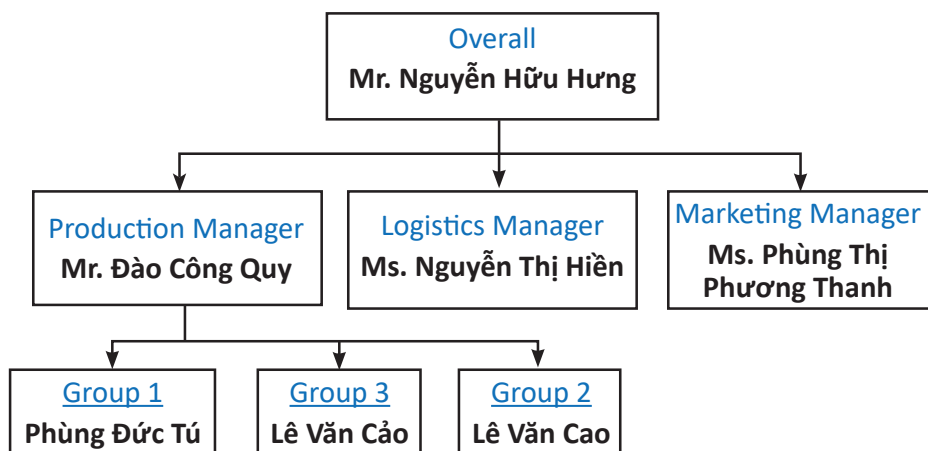 Overall
Mr. Nguyễn Hữu Hưng
Production Manager
Mr. Đào Công Quy
Logistics Manager
Ms. Nguyễn Thị Hiền
Marketing Manager
Ms. Phùng Thị
Phương Thanh
Group 1
Phùng Đức Tú
Group 3
Lê Văn Cảo
Group 2
Lê Văn Cao